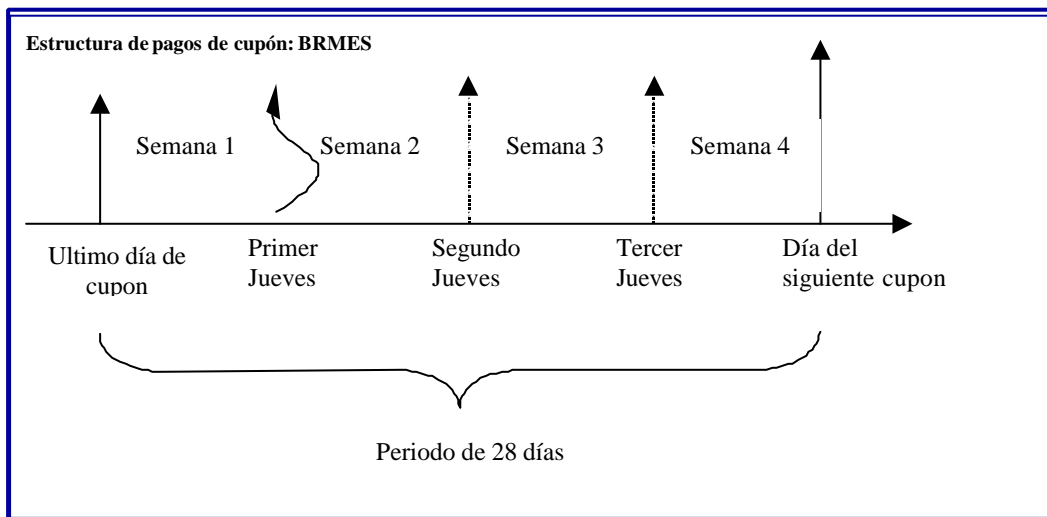 Estructura de pagos de cupón: BRMES
Semana 1
Semana 2
Semana 3
Semana 4
Ultimo día de
cupon
Primer
Jueves
Segundo
Jueves
Tercer
Jueves
Día del
siguiente cupon
Periodo de 28 días